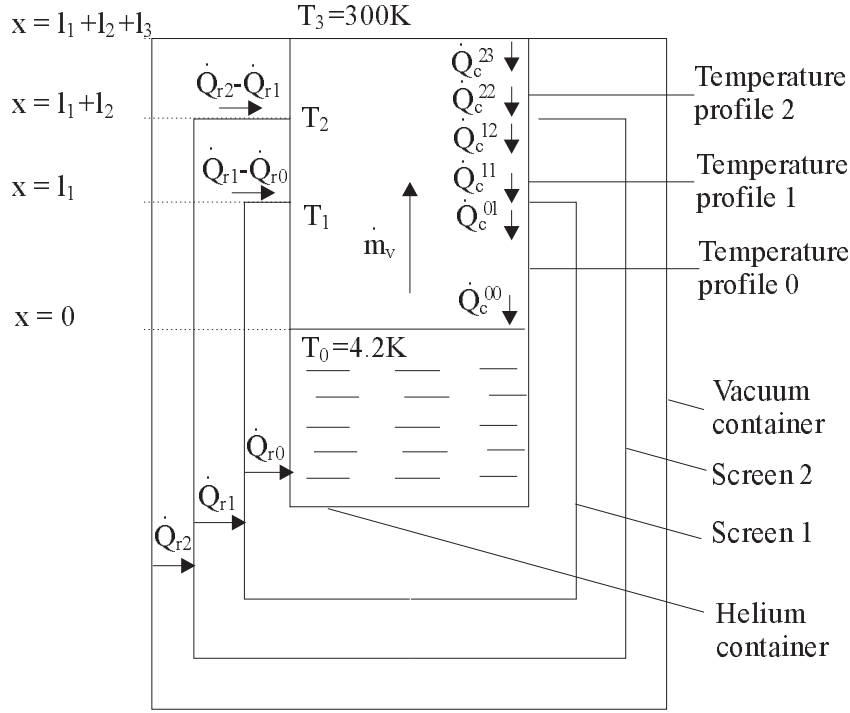 x = l₁ +l₂+l₃
T₃=300K
Q̇c²³
Q̇r2-Q̇r1
Temperature
profile 2
x = l₁+l₂
Q̇c²²
T₂
Q̇c¹²
Q̇r1-Q̇r0
Temperature
profile 1
x = l₁
Q̇c¹¹
T₁
Q̇c⁰¹
ṁv
Temperature
profile 0
Q̇c⁰⁰
x = 0
T₀=4.2K
Vacuum
container
Q̇r0
Screen 2
Q̇r1
Screen 1
Q̇r2
Helium
container